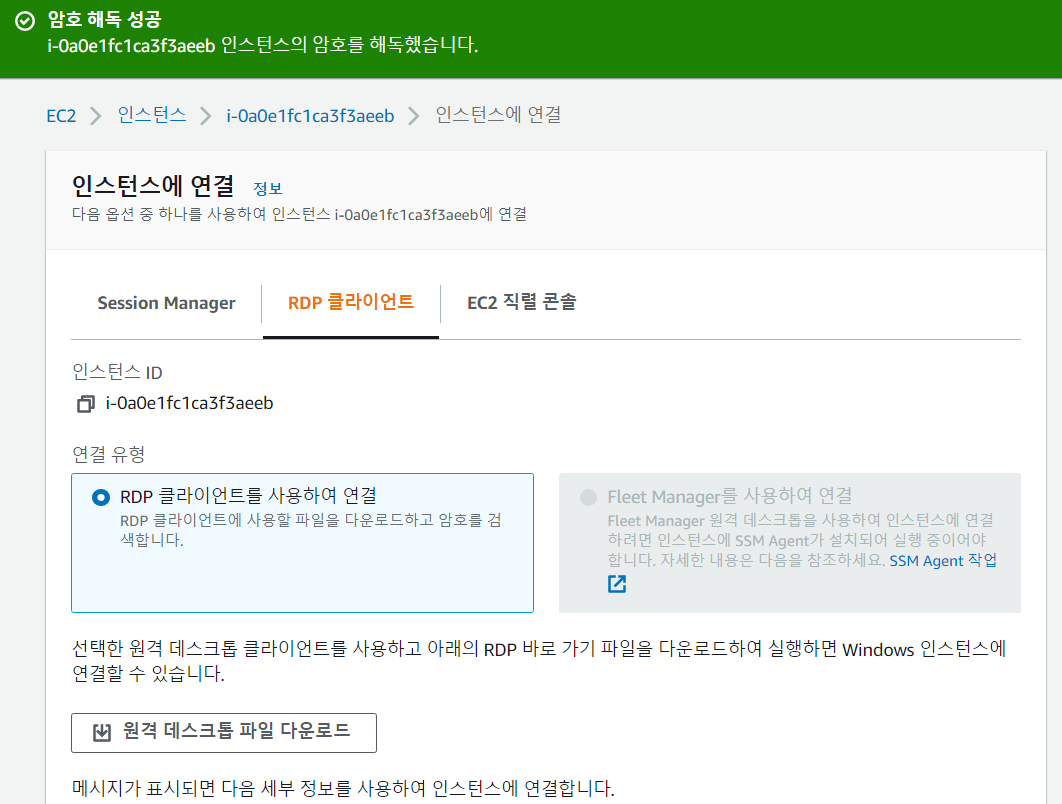 암호 해독 성공
i-0a0e1fc1ca3f3aeeb 인스턴스의 암호를 해독했습니다.
EC2 > 인스턴스 > i-0a0e1fc1ca3f3aeeb > 인스턴스에 연결
인스턴스에 연결 정보
다음 옵션 중 하나를 사용하여 인스턴스 i-0a0e1fc1ca3f3aeeb에 연결
Session Manager RDP 클라이언트 EC2 직렬 콘솔
인스턴스 ID
i-0a0e1fc1ca3f3aeeb
연결 유형
RDP 클라이언트를 사용하여 연결
RDP 클라이언트에 사용할 파일을 다운로드하고 암호를 검
색합니다.
Fleet Manager를 사용하여 연결
Fleet Manager 원격 데스크톱을 사용하여 인스턴스에 연결
하려면 인스턴스에 SSM Agent가 설치되어 실행 중이어야
합니다. 자세한 내용은 다음을 참조하세요. SSM Agent 작업
선택한 원격 데스크톱 클라이언트를 사용하고 아래의 RDP 바로 가기 파일을 다운로드하여 실행하면 Windows 인스턴스에
연결할 수 있습니다.
원격 데스크톱 파일 다운로드
메시지가 표시되면 다음 세부 정보를 사용하여 인스턴스에 연결합니다.